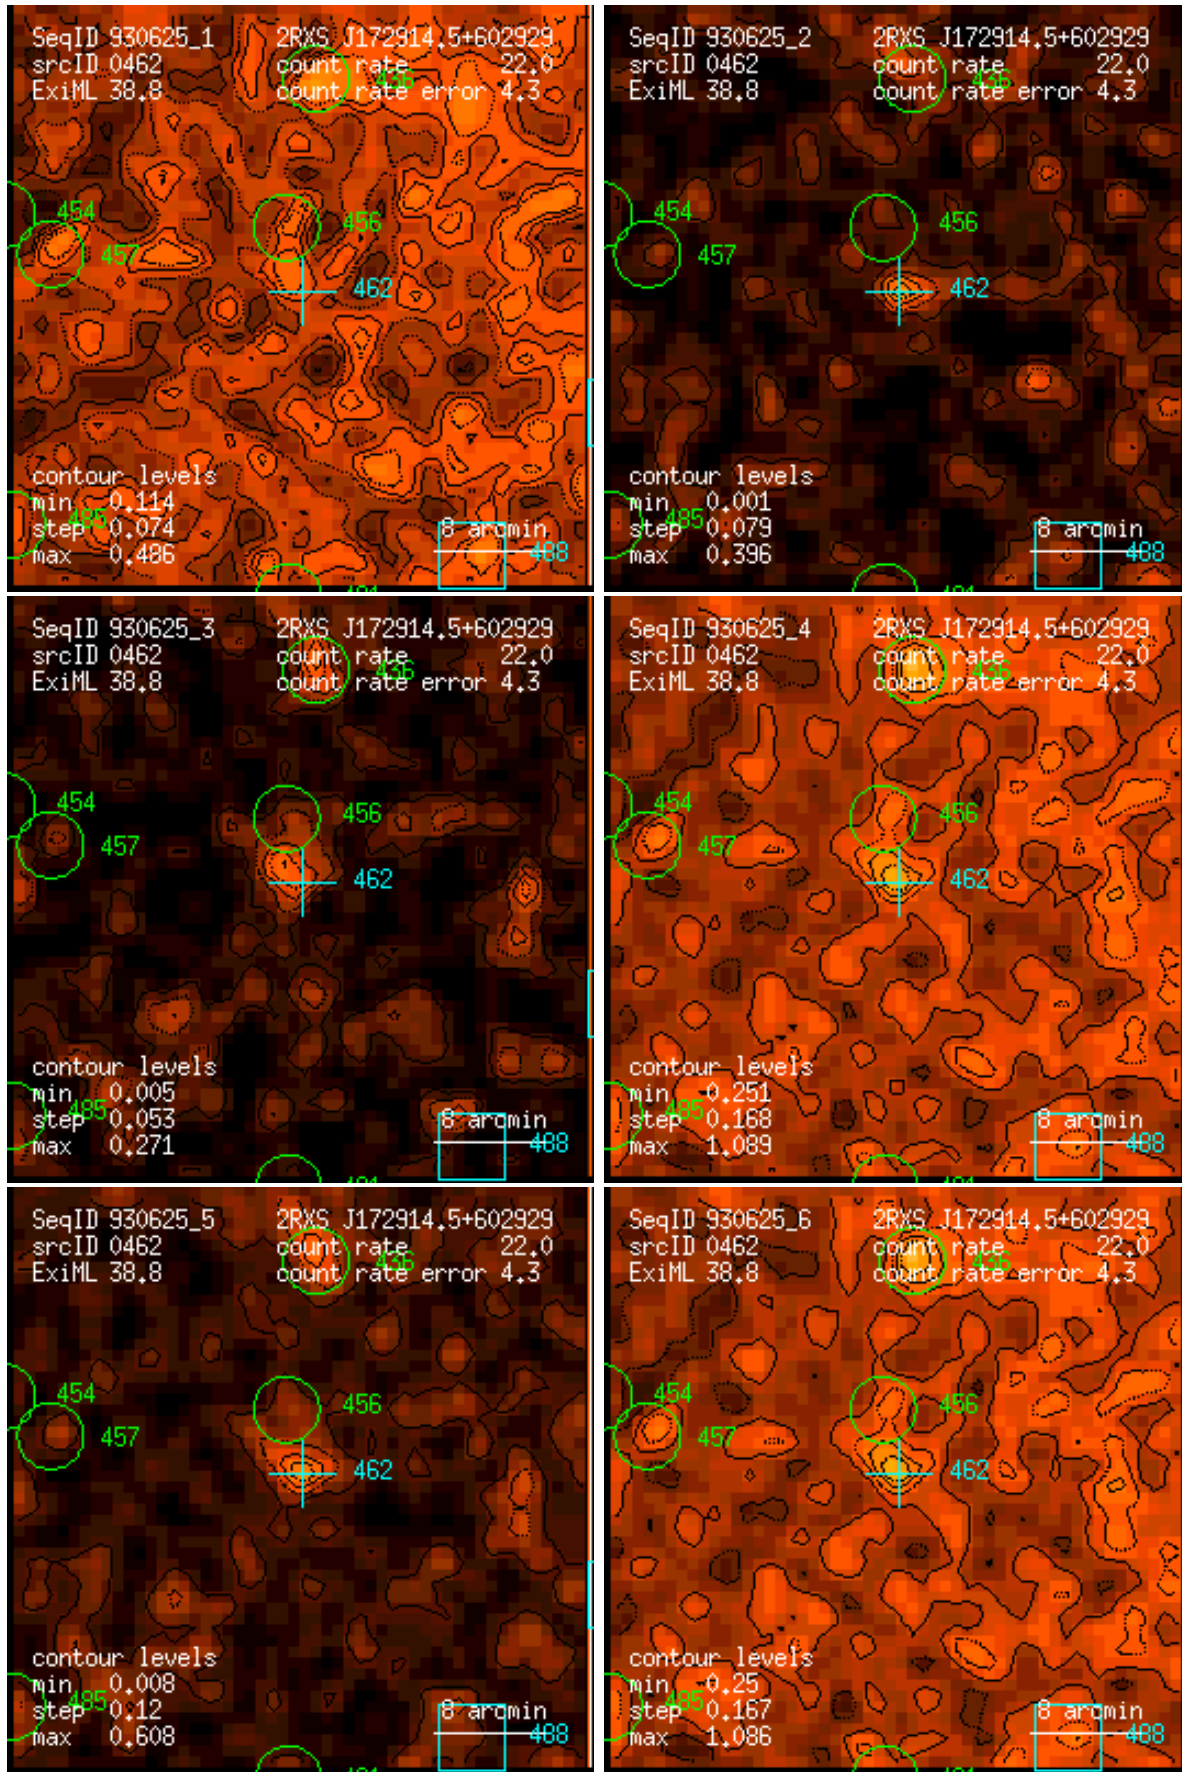 SeqID 930625_1 2RXS J172914.5+602929
srcID 0462 count rate 22.0
436
ExiML 38.8 count rate error 4.3
454
456
457
462
contour levels
min 0.114
step 0.074
485
max 0.486
8 arcmin
488
SeqID 930625_2 2RXS J172914.5+602929
srcID 0462 count rate 22.0
436
ExiML 38.8 count rate error 4.3
454
456
457
462
contour levels
min 0.001
step 0.079
485
max 0.396
8 arcmin
488
SeqID 930625_3 2RXS J172914.5+602929
srcID 0462 count rate 22.0
436
ExiML 38.8 count rate error 4.3
454
456
457
462
contour levels
min 0.005
step 0.053
485
max 0.271
8 arcmin
488
SeqID 930625_4 2RXS J172914.5+602929
srcID 0462 count rate 22.0
436
ExiML 38.8 count rate error 4.3
454
456
457
462
contour levels
min 0.251
step 0.168
485
max 1.089
8 arcmin
488
SeqID 930625_5 2RXS J172914.5+602929
srcID 0462 count rate 22.0
436
ExiML 38.8 count rate error 4.3
454
456
457
462
contour levels
min 0.008
step 0.12
485
max 0.608
8 arcmin
488
SeqID 930625_6 2RXS J172914.5+602929
srcID 0462 count rate 22.0
436
ExiML 38.8 count rate error 4.3
454
456
457
462
contour levels
min 0.25
step 0.167
485
max 1.086
8 arcmin
488